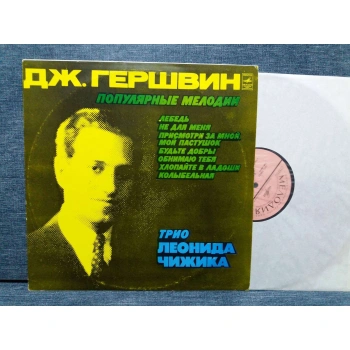 ДЖ. ГЕРШВИН
ПОПУЛЯРНЫЕ МЕЛОДИИ
ЛЕБЕДЬ
НЕ ДЛЯ МЕНЯ
ПРИСМОТРИ ЗА МНОЙ
МОЙ ПАСТУШОК
БУДЬТЕ ДОБРЫ
ОБНИМАЮ ТЕБЯ
ХЛОПАЙТЕ В ЛАДОШИ
КОЛЫБЕЛЬНАЯ
ТРИО
ЛЕОНИДА
ЧИЖИКА
МЕЛОДИЯ